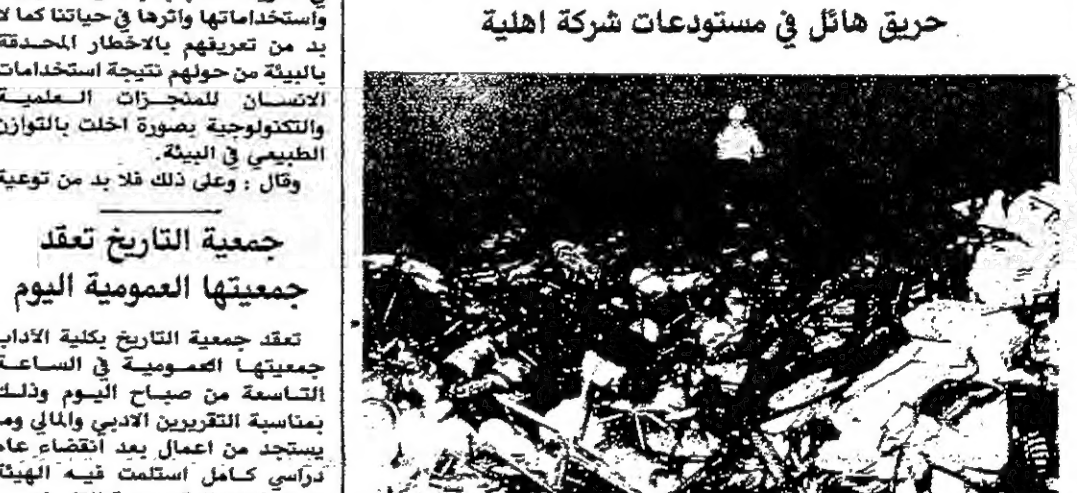 حريق هائل في مستودعات شركة اهلية
واستخداماتها واثرها في حياتنا كما لا
بد من تعريفهم بالاخطار المحدقة
بالبيئة من حولهم نتيجة استخدامات
الانسان للمنجزات العلمية
والتكنولوجية بصورة اخلت بالتوازن
الطبيعي في البيئة.
وقال : وعلى ذلك فلا بد من توعية
جمعية التاريخ تعقد
جمعيتها العمومية اليوم
تعقد جمعية التاريخ بكلية الآداب
جمعيتها العمومية في الساعة
التاسعة من صباح اليوم وذلك
بمناسبة التقريرين الادبي والمالي وما
يستجد من اعمال بعد انقضاء عام
دراسي كامل استلمت فيه الهيئة